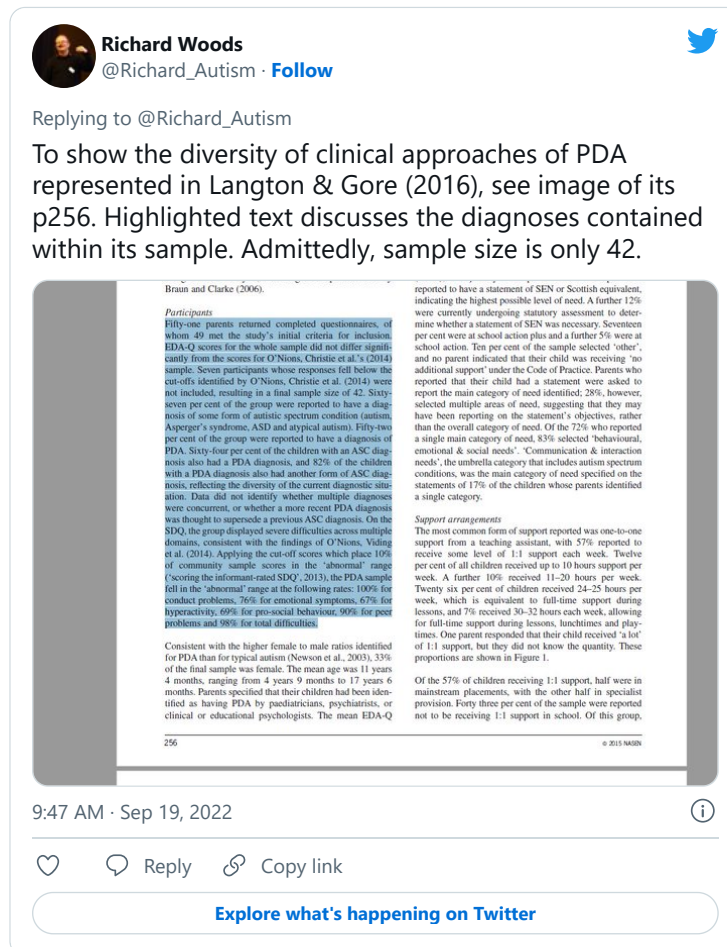 Richard Woods
@Richard_Autism · Follow
Replying to @Richard_Autism
To show the diversity of clinical approaches of PDA
represented in Langton & Gore (2016), see image of its
p256. Highlighted text discusses the diagnoses contained
within its sample. Admittedly, sample size is only 42.
Braun and Clarke (2006).
Participants
Fifty-one parents returned completed questionnaires, of
whom 49 met the study's initial criteria for inclusion.
EDA-Q scores for the whole sample did not differ signifi-
cantly from the scores for O'Nions, Christie et al.'s (2014)
sample. Seven participants whose responses fell below the
cut-offs identified by O'Nions, Christie et al. (2014) were
not included, resulting in a final sample size of 42. Sixty-
seven per cent of the group were reported to have a diag-
nosis of some form of autistic spectrum condition (autism,
Asperger's syndrome, ASD and atypical autism). Fifty-two
per cent of the group were reported to have a diagnosis of
PDA. Sixty-four per cent of the children with an ASC diag-
nosis also had a PDA diagnosis, and 82% of the children
with a PDA diagnosis also had another form of ASC diag-
nosis, reflecting the diversity of the current diagnostic situ-
ation. Data did not identify whether multiple diagnoses
were concurrent, or whether a more recent PDA diagnosis
was thought to supersede a previous ASC diagnosis. On the
SDQ, the group displayed severe difficulties across multiple
domains, consistent with the findings of O'Nions, Viding
et al. (2014). Applying the cut-off scores which place 10%
of community sample scores in the 'abnormal' range
('scoring the informant-rated SDQ', 2013), the PDA sample
fell in the 'abnormal' range at the following rates: 100% for
conduct problems, 76% for emotional symptoms, 67% for
hyperactivity, 69% for pro-social behaviour, 90% for peer
problems and 98% for total difficulties.
Consistent with the higher female to male ratios identified
for PDA than for typical autism (Newson et al., 2003), 33%
of the final sample was female. The mean age was 11 years
4 months, ranging from 4 years 9 months to 17 years 6
months. Parents specified that their children had been iden-
tified as having PDA by paediatricians, psychiatrists, or
clinical or educational psychologists. The mean EDA-Q
reported to have a statement of SEN or Scottish equivalent,
indicating the highest possible level of need. A further 12%
were currently undergoing statutory assessment to deter-
mine whether a statement of SEN was necessary. Seventeen
per cent were at school action plus and a further 5% were at
school action. Ten per cent of the sample selected 'other',
and no parent indicated that their child was receiving 'no
additional support' under the Code of Practice. Parents who
reported that their child had a statement were asked to
report the main category of need identified; 28%, however,
selected multiple areas of need, suggesting that they may
have been reporting on the statement's objectives, rather
than the overall category of need. Of the 72% who reported
a single main category of need, 83% selected 'behavioural,
emotional & social needs'. 'Communication & interaction
needs', the umbrella category that includes autism spectrum
conditions, was the main category of need specified on the
statements of 17% of the children whose parents identified
a single category.
Support arrangements
The most common form of support reported was one-to-one
support from a teaching assistant, with 57% reported to
receive some level of 1:1 support each week. Twelve
per cent of all children received up to 10 hours support per
week. A further 10% received 11–20 hours per week.
Twenty six per cent of children received 24–25 hours per
week, which is equivalent to full-time support during
lessons, and 7% received 30–32 hours each week, allowing
for full-time support during lessons, lunchtimes and play-
times. One parent responded that their child received 'a lot'
of 1:1 support, but they did not know the quantity. These
proportions are shown in Figure 1.
Of the 57% of children receiving 1:1 support, half were in
mainstream placements, with the other half in specialist
provision. Forty three per cent of the sample were reported
not to be receiving 1:1 support in school. Of this group,
256
© 2015 NASEN
9:47 AM · Sep 19, 2022
Reply
Copy link
Explore what's happening on Twitter